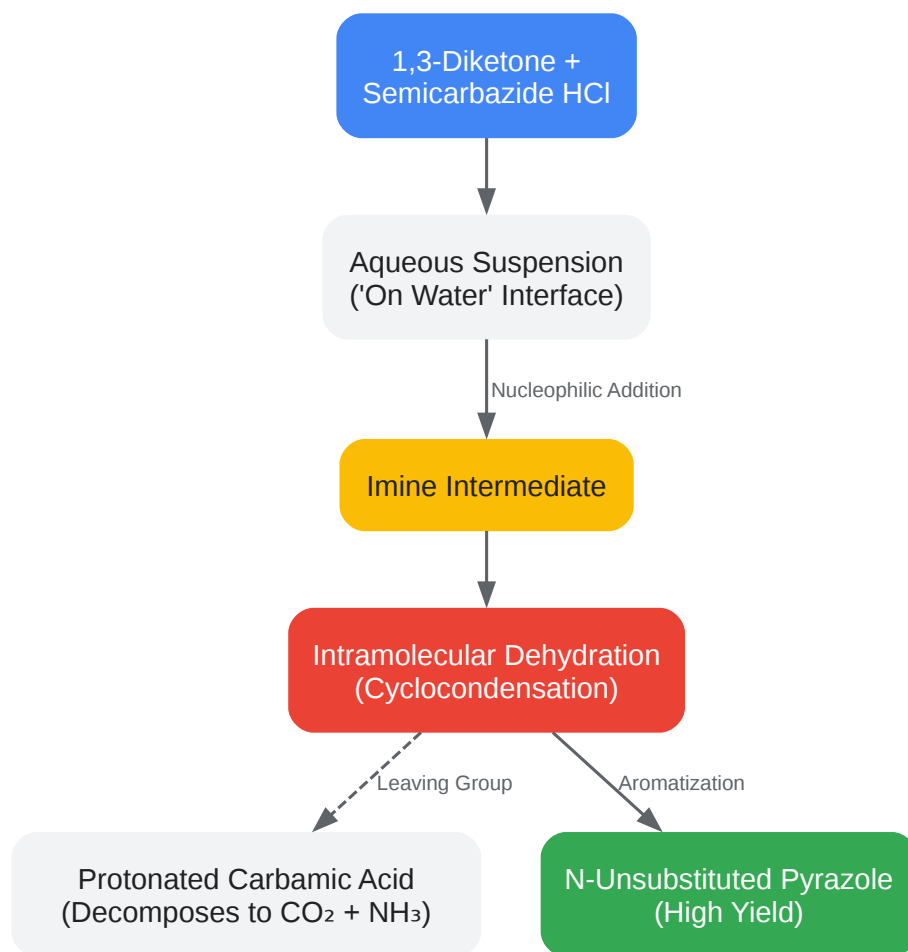 1,3-Diketone +
Semicarbazide HCl
Aqueous Suspension
('On Water' Interface)
Nucleophilic Addition
Imine Intermediate
Intramolecular Dehydration
(Cyclocondensation)
Leaving Group
Aromatization
Protonated Carbamic Acid
(Decomposes to CO₂ + NH₃)
N-Unsubstituted Pyrazole
(High Yield)